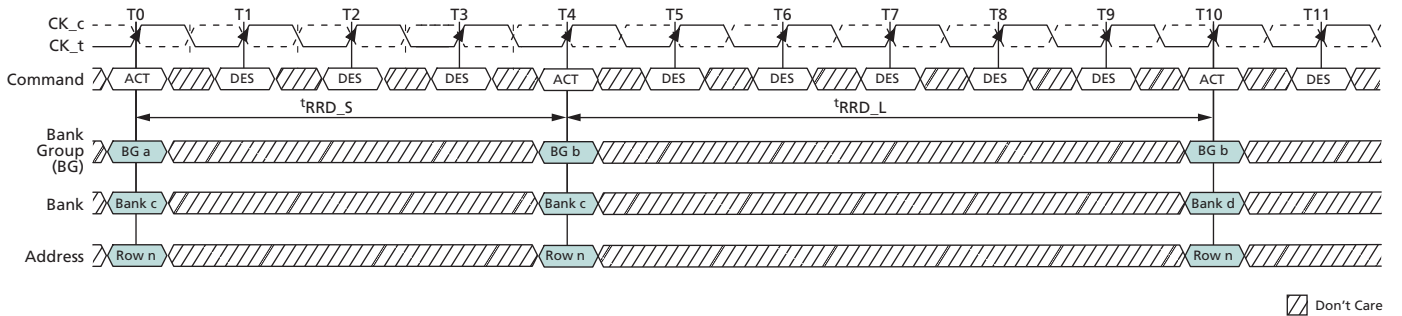 T0 T1 T2 T3 T4 T5 T6 T7 T8 T9 T10 T11
CK_c
CK_t
Command ACT DES DES DES ACT DES DES DES DES DES ACT DES
tRRD_S tRRD_L
Bank
Group
(BG)
BG a BG b BG b
Bank Bank c Bank c Bank d
Address Row n Row n Row n
Don't Care